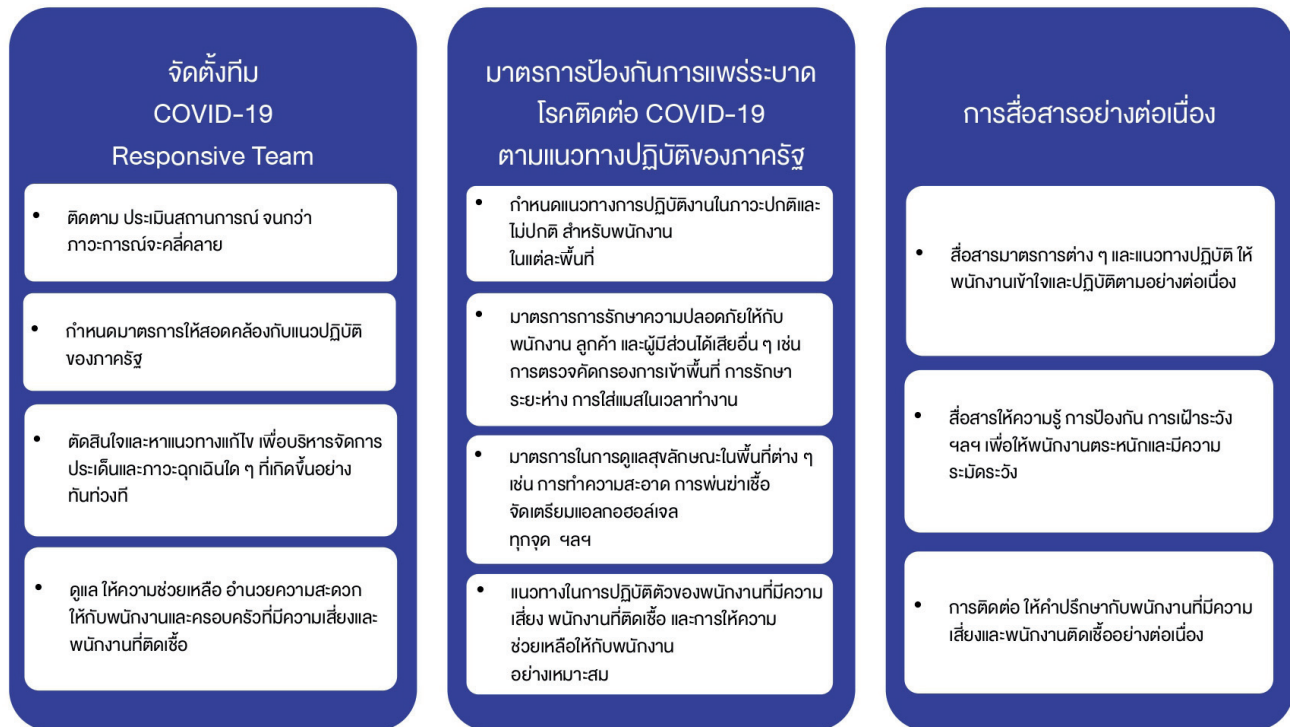 จัดตั้งทีม
COVID-19
Responsive Team
• ติดตาม ประเมินสถานการณ์ จนกว่า
ภาวะการณ์จะคลี่คลาย
• กำหนดมาตรการให้สอดคล้องกับแนวปฏิบัติ
ของภาครัฐ
• ตัดสินใจและหาแนวทางแก้ไข เพื่อบริหารจัดการ
ประเด็นและภาวะฉุกเฉินใด ๆ ที่เกิดขึ้นอย่าง
ทันท่วงที
• ดูแล ให้ความช่วยเหลือ อำนวยความสะดวก
ให้กับพนักงานและครอบครัวที่มีความเสี่ยงและ
พนักงานที่ติดเชื้อ
มาตรการป้องกันการแพร่ระบาด
โรคติดต่อ COVID-19
ตามแนวทางปฏิบัติของภาครัฐ
• กำหนดแนวทางการปฏิบัติงานในภาวะปกติและ
ไม่ปกติ สำหรับพนักงาน
ในแต่ละพื้นที่
• มาตรการการรักษาความปลอดภัยให้กับ
พนักงาน ลูกค้า และผู้มีส่วนได้เสียอื่น ๆ เช่น
การตรวจคัดกรองการเข้าพื้นที่ การรักษา
ระยะห่าง การใส่แมสในเวลาทำงาน
• มาตรการในการดูแลสุขลักษณะในพื้นที่ต่าง ๆ
เช่น การทำความสะอาด การพ่นฆ่าเชื้อ
จัดเตรียมแอลกอฮอล์เจล
ทุกจุด ฯลฯ
• แนวทางในการปฏิบัติตัวของพนักงานที่มีความ
เสี่ยง พนักงานที่ติดเชื้อ และการให้ความ
ช่วยเหลือให้กับพนักงาน
อย่างเหมาะสม
การสื่อสารอย่างต่อเนื่อง
• สื่อสารมาตรการต่าง ๆ และแนวทางปฏิบัติ ให้
พนักงานเข้าใจและปฏิบัติตามอย่างต่อเนื่อง
• สื่อสารให้ความรู้ การป้องกัน การเฝ้าระวัง
ฯลฯ เพื่อให้พนักงานตระหนักและมีความ
ระมัดระวัง
• การติดต่อ ให้คำปรึกษากับพนักงานที่มีความ
เสี่ยงและพนักงานติดเชื้ออย่างต่อเนื่อง